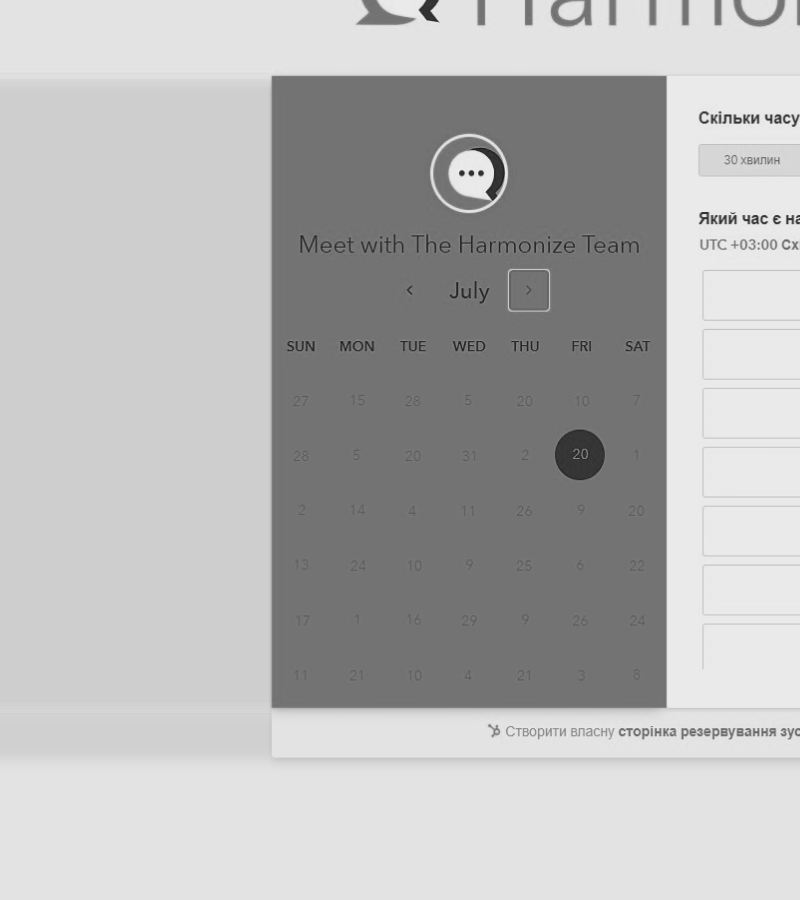 Harmo
Meet with The Harmonize Team
July
SUN MON TUE WED THU FRI SAT
27 15 28 5 20 10 7
28 5 20 31 2 20 1
2 14 4 11 26 9 20
13 24 10 9 25 6 22
17 1 16 29 9 26 24
11 21 10 4 21 3 8
Скільки часу
30 хвилин
Який час є на
UTC +03:00 Сх
Створити власну сторінка резервування зус